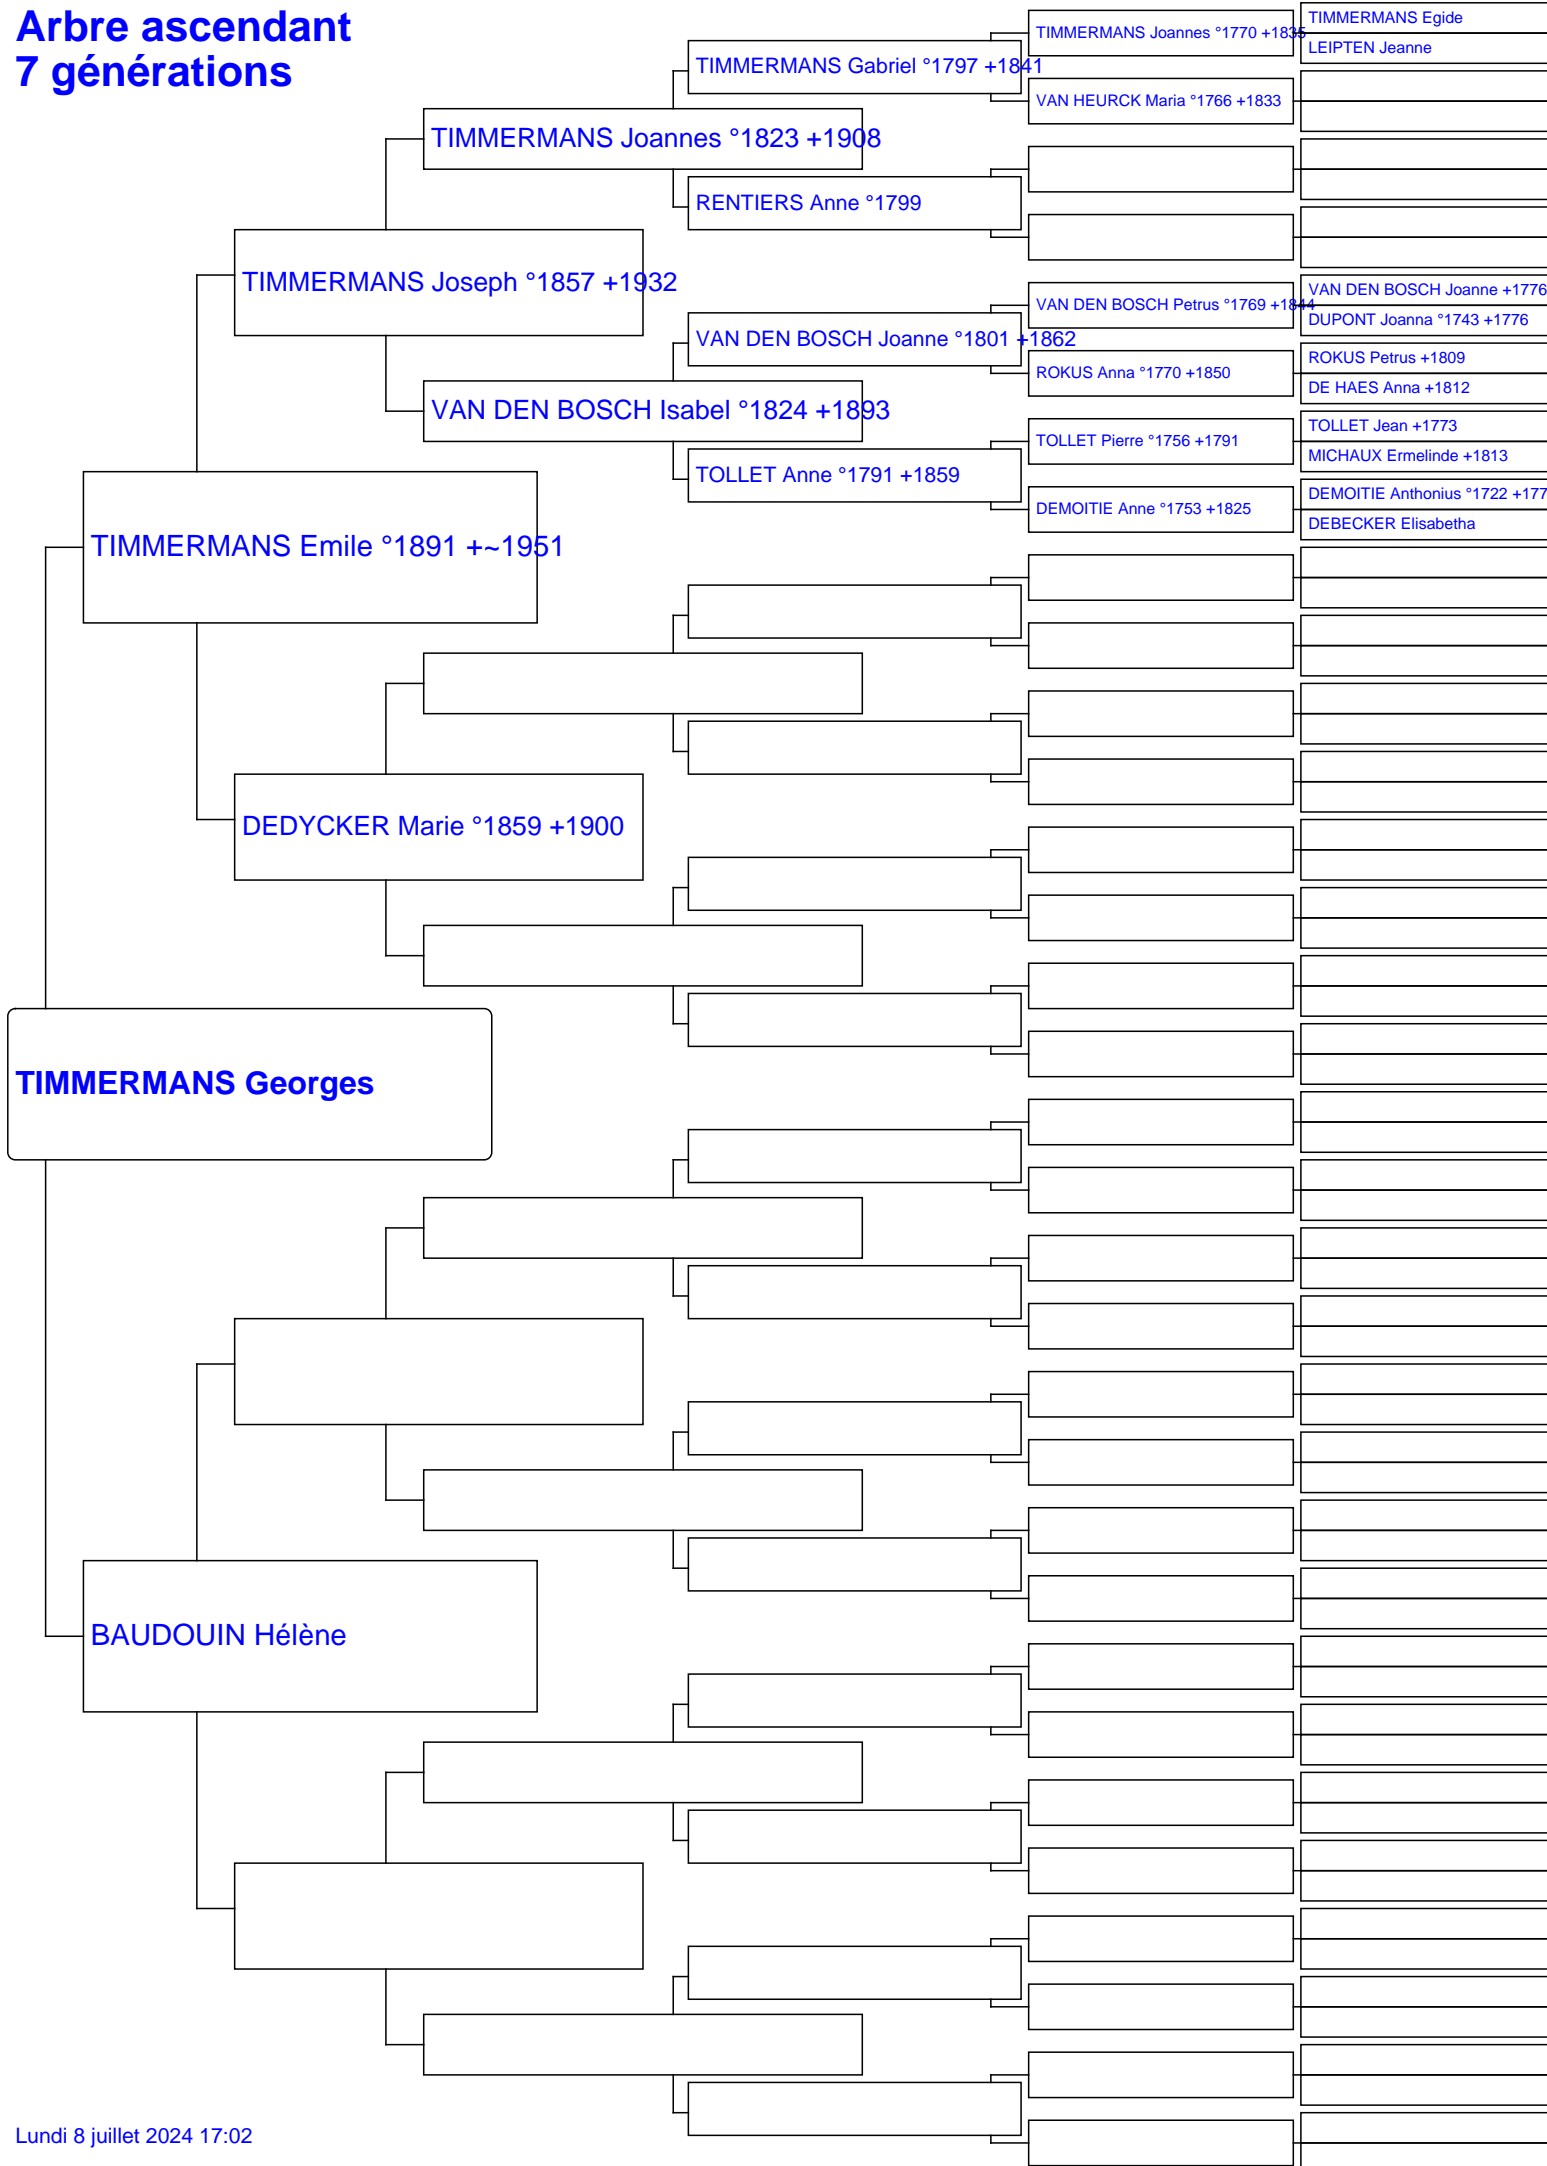 Arbre ascendant
7 générations
TIMMERMANS Georges
TIMMERMANS Emile °1891 +~1951
BAUDOUIN Hélène
TIMMERMANS Joseph °1857 +1932
DEDYCKER Marie °1859 +1900
TIMMERMANS Joannes °1823 +1908
VAN DEN BOSCH Isabel °1824 +1893
TIMMERMANS Gabriel °1797 +1841
RENTIERS Anne °1799
VAN DEN BOSCH Joanne °1801 +1862
TOLLET Anne °1791 +1859
TIMMERMANS Joannes °1770 +1835
VAN HEURCK Maria °1766 +1833
VAN DEN BOSCH Petrus °1769 +1844
ROKUS Anna °1770 +1850
TOLLET Pierre °1756 +1791
DEMOITIE Anne °1753 +1825
TIMMERMANS Egide
LEIPTEN Jeanne
VAN DEN BOSCH Joanne +1776
DUPONT Joanna °1743 +1776
ROKUS Petrus +1809
DE HAES Anna +1812
TOLLET Jean +1773
MICHAUX Ermelinde +1813
DEMOITIE Anthonius °1722 +177
DEBECKER Elisabetha
Lundi 8 juillet 2024 17:02